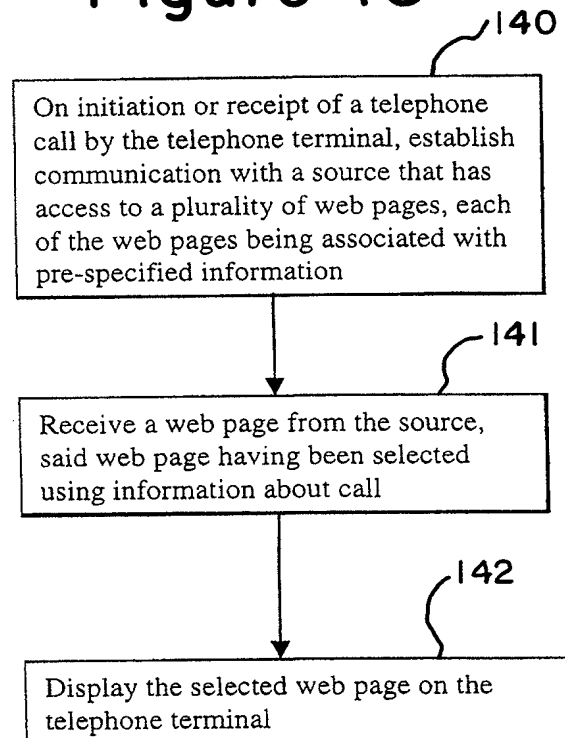 Figure
140
On initiation or receipt of a telephone
call by the telephone terminal, establish
communication with a source that has
access to a plurality of web pages, each
of the web pages being associated with
pre-specified information
141
Receive a web page from the source,
said web page having been selected
using information about call
142
Display the selected web page on the
telephone terminal